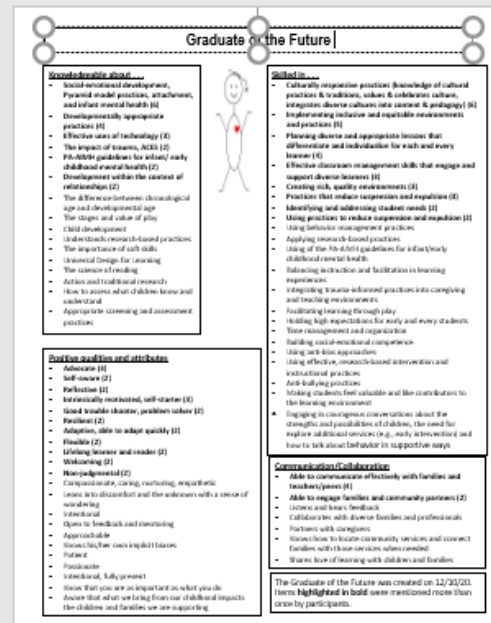 Graduate of the Future
Knowledgeable about . . .
Social-emotional development,
Pyramid model practices, attachment,
and infant mental health (6)
Developmentally appropriate
practices (4)
Effective uses of technology (3)
The impact of trauma, ACES (2)
PA-AIMH guidelines for infant/ early
childhood mental health (2)
Development within the context of
relationships (2)
The difference between chronological
age and developmental age
The stages and value of play
Child development
Understands research-based practices
The importance of soft skills
Universal Design for Learning
The science of reading
Action and traditional research
How to assess what children know and
understand
Appropriate screening and assessment
practices
Positive qualities and attributes
Advocate (3)
Self-aware (2)
Reflective (2)
Intrinsically motivated, self-starter (3)
Good trouble shooter, problem solver (2)
Resilient (2)
Adaptive, able to adapt quickly (2)
Flexible (2)
Lifelong learner and reader (2)
Welcoming (2)
Non-judgmental (2)
Compassionate, caring, nurturing, empathetic
Leans into discomfort and the unknown with a sense of
wondering
Intentional
Open to feedback and mentoring
Approachable
Knows his/her own implicit biases
Patient
Passionate
Intentional, fully present
Know that you are as important as what you do
Aware that what we bring from our childhood impacts
the children and families we are supporting
Skilled in . . .
Culturally responsive practices (knowledge of cultural
practices & traditions, values & celebrates culture,
integrates diverse cultures into content & pedagogy) (6)
Implementing inclusive and equitable environments
and practices (5)
Planning diverse and appropriate lessons that
differentiate and individualize for each and every
learner (4)
Effective classroom management skills that engage and
support diverse learners (3)
Creating rich, quality environments (3)
Practices that reduce suspension and expulsion (3)
Identifying and addressing student needs (2)
Using practices to reduce suspension and expulsion (2)
Using behavior management practices
Applying research-based practices
Using of the PA-AIMH guidelines for infant/early
childhood mental health
Balancing instruction and facilitation in learning
experiences
Integrating trauma-informed practices into caregiving
and teaching environments
Facilitating learning through play
Holding high expectations for early and every students
Time management and organization
Building social-emotional competence
Using anti-bias approaches
Using effective, research-based intervention and
instructional practices
Anti-bullying practices
Making students feel valuable and like contributors to
the learning environment
Engaging in courageous conversations about the
strengths and possibilities of children, the need for
explore additional services (e.g., early intervention) and
how to talk about behavior in supportive ways
Communication/Collaboration
Able to communicate effectively with families and
teachers/peers (4)
Able to engage families and community partners (2)
Listens and hears feedback
Collaborates with diverse families and professionals
Partners with caregivers
Knows how to locate community services and connect
families with those services when needed
Shares love of learning with children and families
The Graduate of the Future was created on 12/10/20.
Items highlighted in bold were mentioned more
than once by participants.